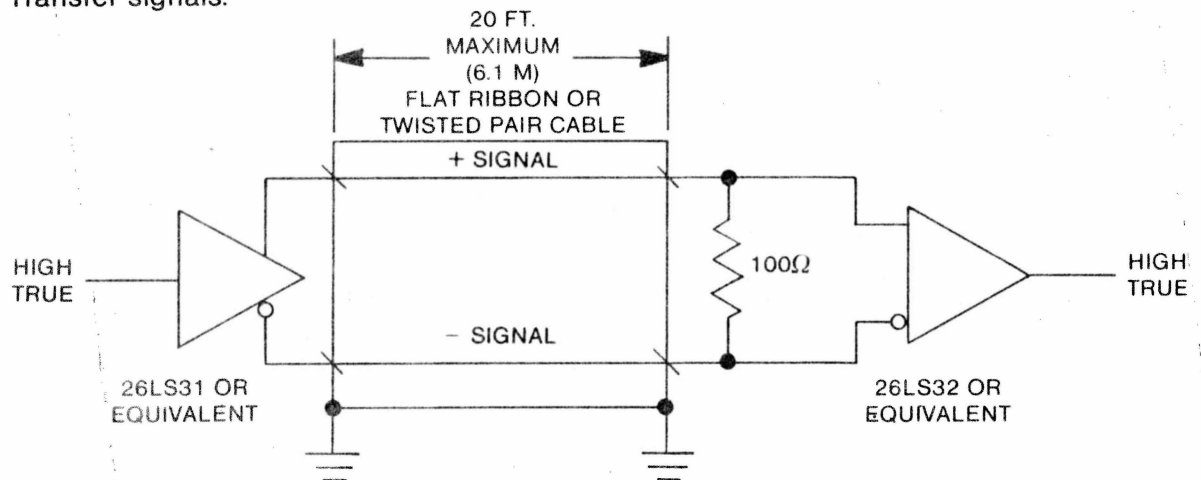 Transfer signals.
20 FT.
MAXIMUM
(6.1 M)
FLAT RIBBON OR
TWISTED PAIR CABLE
+ SIGNAL
HIGH
TRUE
100Ω
HIGH
TRUE
− SIGNAL
26LS31 OR
EQUIVALENT
26LS32 OR
EQUIVALENT